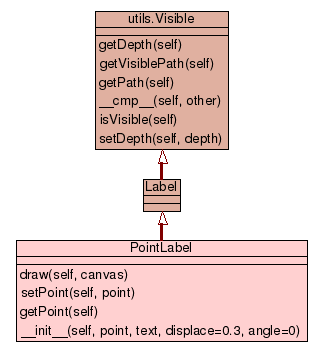 utils.Visible
getDepth(self)
getVisiblePath(self)
getPath(self)
__cmp__(self, other)
isVisible(self)
setDepth(self, depth)
Label
PointLabel
draw(self, canvas)
setPoint(self, point)
getPoint(self)
__init__(self, point, text, displace=0.3, angle=0)